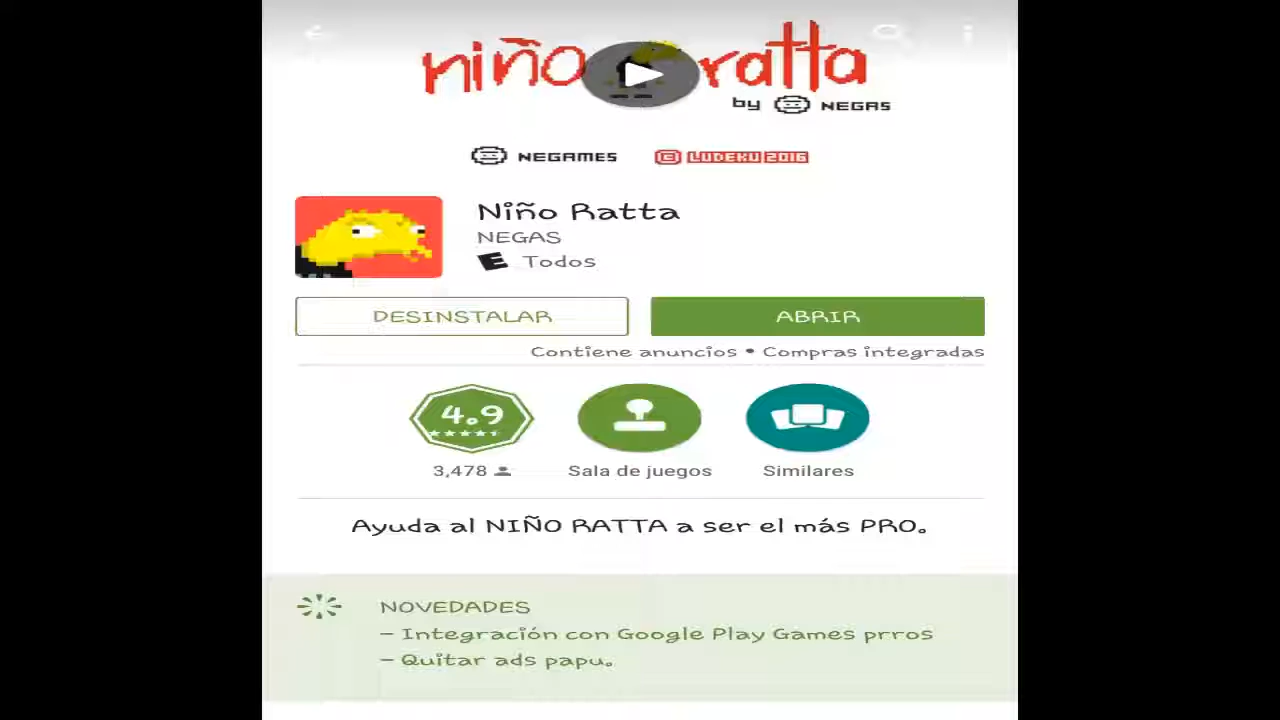 niño ratta
by NEGAS
NEGAMES © LUDEKU 2016
Niño Ratta
NEGAS
E Todos
DESINSTALAR ABRIR
Contiene anuncios • Compras integradas
4.9
3,478 Sala de juegos Similares
Ayuda al NIÑO RATTA a ser el más PRO.
NOVEDADES
– Integración con Google Play Games prros
– Quitar ads papu.